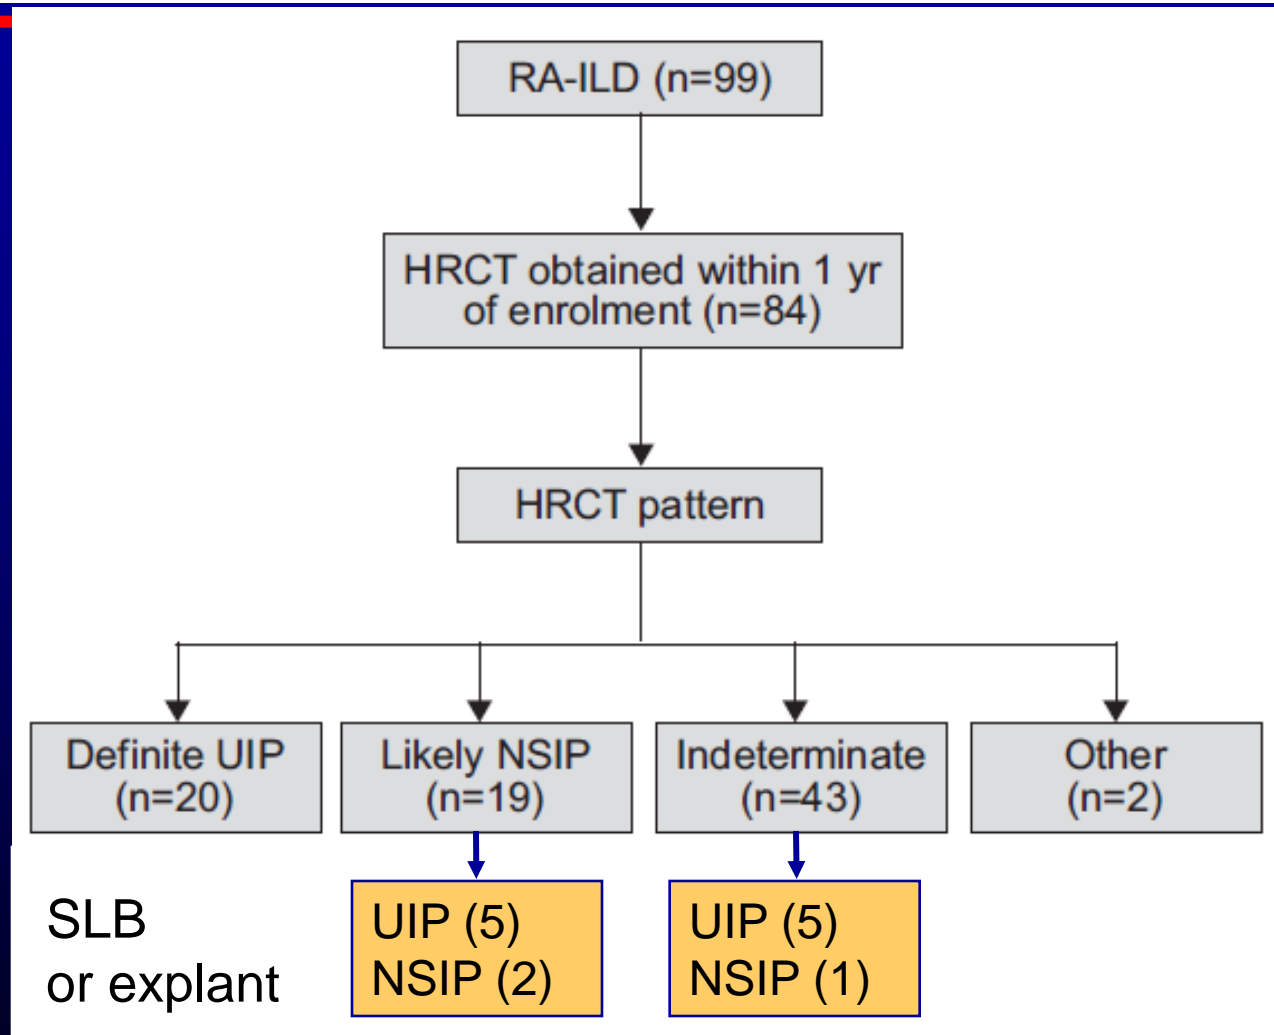 RA-ILD (n=99)
HRCT obtained within 1 yr
of enrolment (n=84)
HRCT pattern
Definite UIP
(n=20)
Likely NSIP
(n=19)
Indeterminate
(n=43)
Other
(n=2)
SLB
or explant
UIP (5)
NSIP (2)
UIP (5)
NSIP (1)